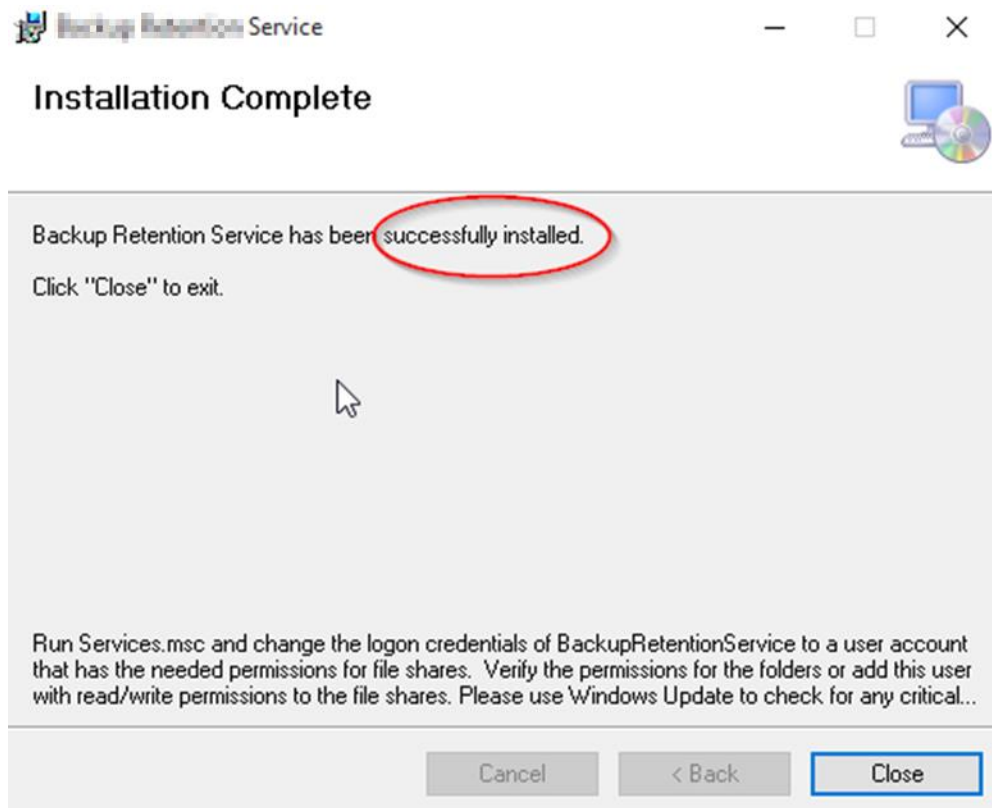 Service
Installation Complete
Backup Retention Service has been successfully installed.
Click "Close" to exit.
Run Services.msc and change the logon credentials of BackupRetentionService to a user account
that has the needed permissions for file shares.  Verify the permissions for the folders or add this user
with read/write permissions to the file shares. Please use Windows Update to check for any critical...
Cancel
< Back
Close